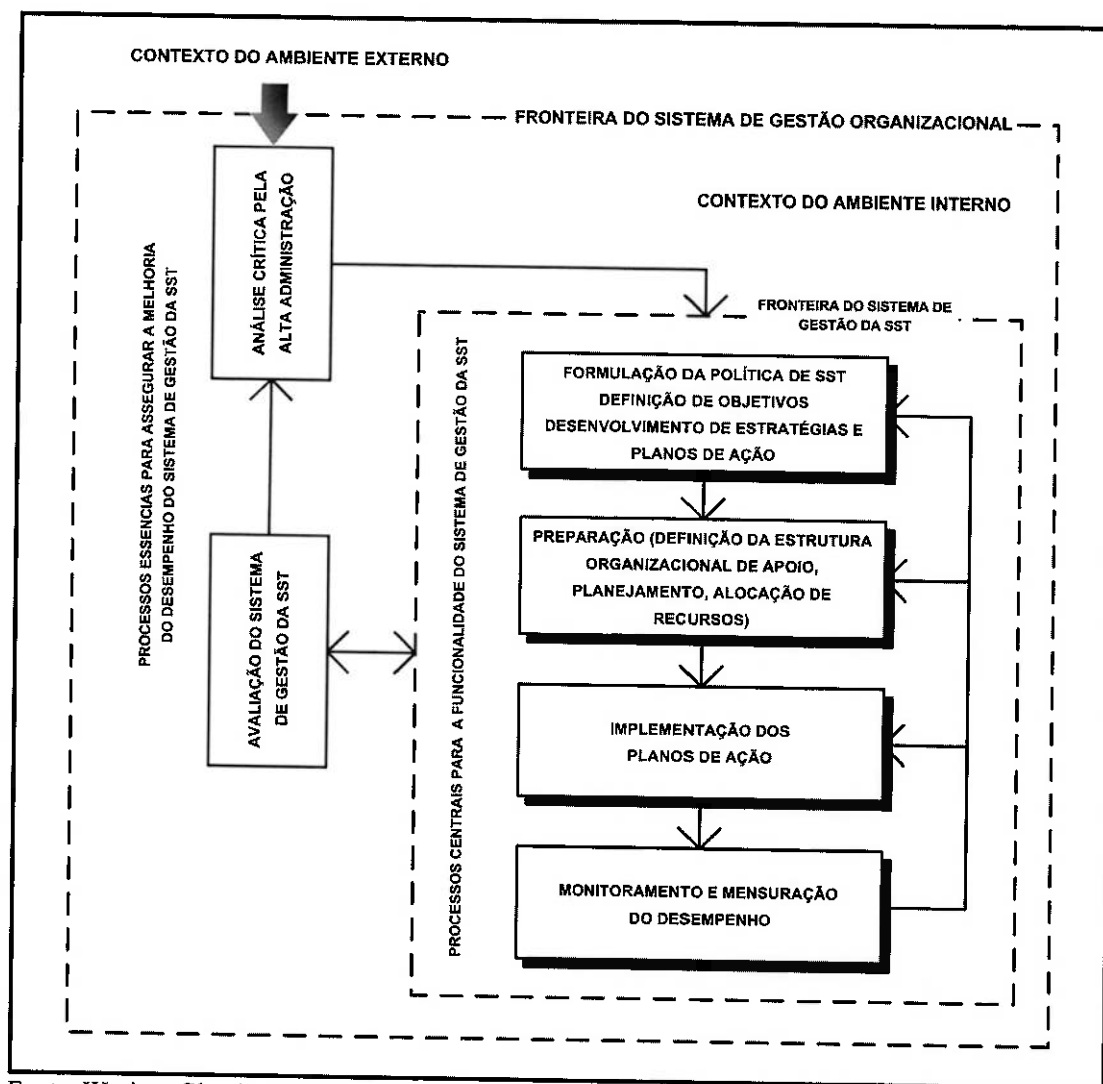 CONTEXTO DO AMBIENTE EXTERNO
FRONTEIRA DO SISTEMA DE GESTÃO ORGANIZACIONAL
CONTEXTO DO AMBIENTE INTERNO
PROCESSOS ESSENCIAS PARA ASSEGURAR A MELHORIA
DO DESEMPENHO DO SISTEMA DE GESTÃO DA SST
ANÁLISE CRÍTICA PELA
ALTA ADMINISTRAÇÃO
AVALIAÇÃO DO SISTEMA
DE GESTÃO DA SST
FRONTEIRA DO SISTEMA DE
GESTÃO DA SST
PROCESSOS CENTRAIS PARA A FUNCIONALIDADE DO SISTEMA DE GESTÃO DA SST
FORMULAÇÃO DA POLÍTICA DE SST
DEFINIÇÃO DE OBJETIVOS
DESENVOLVIMENTO DE ESTRATÉGIAS E
PLANOS DE AÇÃO
PREPARAÇÃO (DEFINIÇÃO DA ESTRUTURA
ORGANIZACIONAL DE APOIO,
PLANEJAMENTO, ALOCAÇÃO DE
RECURSOS)
IMPLEMENTAÇÃO DOS
PLANOS DE AÇÃO
MONITORAMENTO E MENSURAÇÃO
DO DESEMPENHO